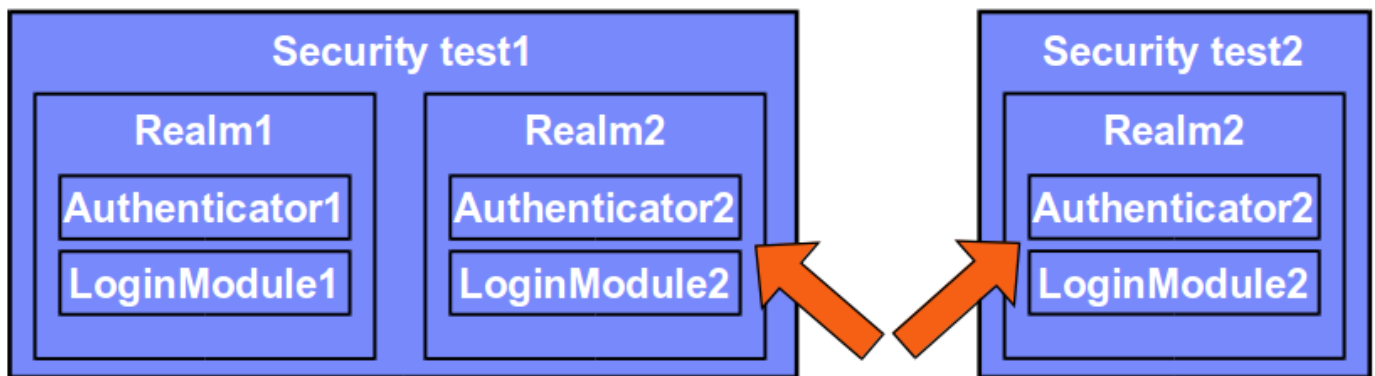 Security test1
Realm1
Authenticator1
LoginModule1
Realm2
Authenticator2
LoginModule2
Security test2
Realm2
Authenticator2
LoginModule2